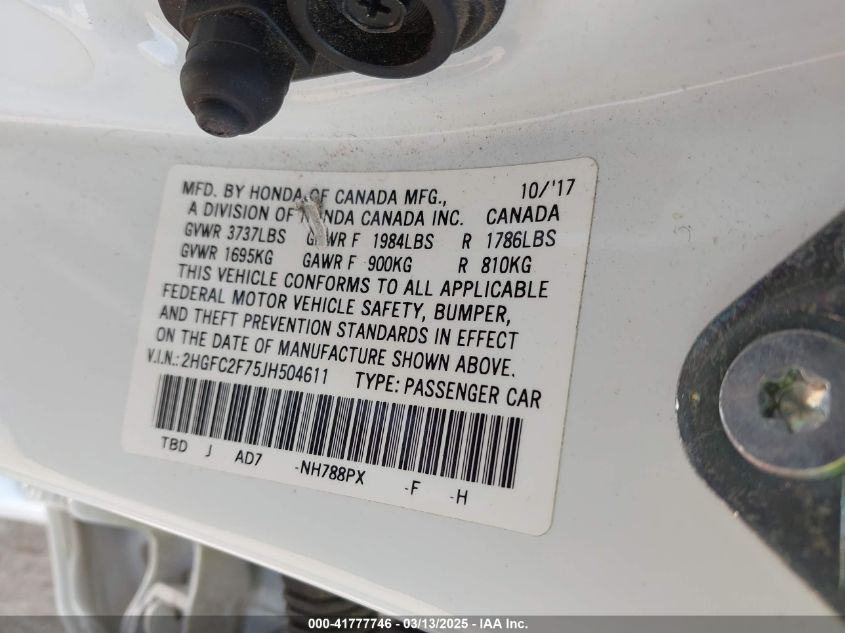 MFD. BY HONDA OF CANADA MFG., 10/'17
A DIVISION OF HONDA CANADA INC. CANADA
GVWR 3737LBS GAWR F 1984LBS R 1786LBS
GVWR 1695KG GAWR F 900KG R 810KG
THIS VEHICLE CONFORMS TO ALL APPLICABLE
FEDERAL MOTOR VEHICLE SAFETY, BUMPER,
AND THEFT PREVENTION STANDARDS IN EFFECT
ON THE DATE OF MANUFACTURE SHOWN ABOVE.
V.I.N.: 2HGFC2F75JH504611 TYPE: PASSENGER CAR
TBD J AD7 -NH788PX -F -H
000-41777746 - 03/13/2025 - IAA Inc.